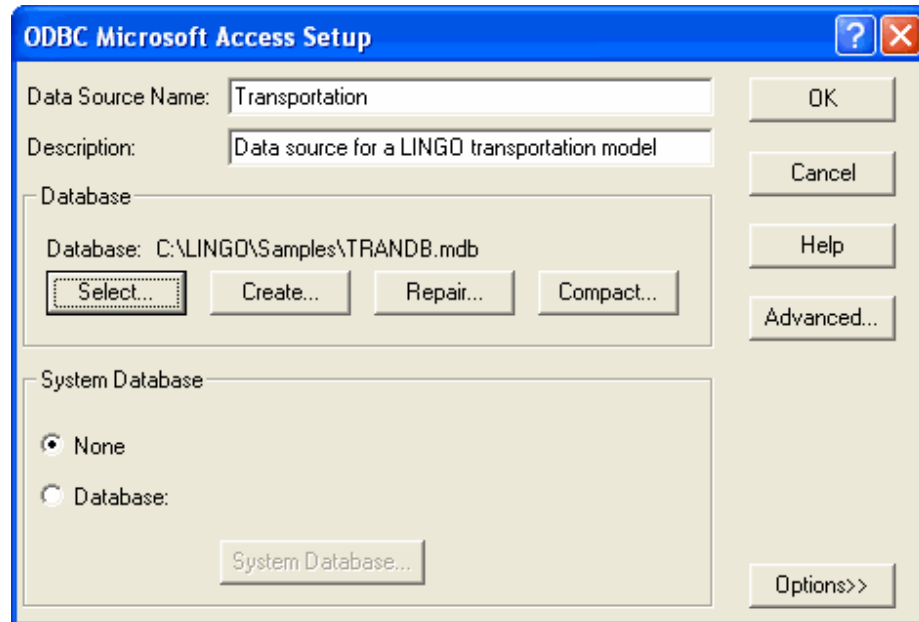 ODBC Microsoft Access Setup
Data Source Name: Transportation
OK
Description: Data source for a LINGO transportation model
Cancel
Database
Database: C:\LINGO\Samples\TRANDB.mdb
Help
Select... Create... Repair... Compact...
Advanced...
System Database
None
Database:
System Database...
Options>>